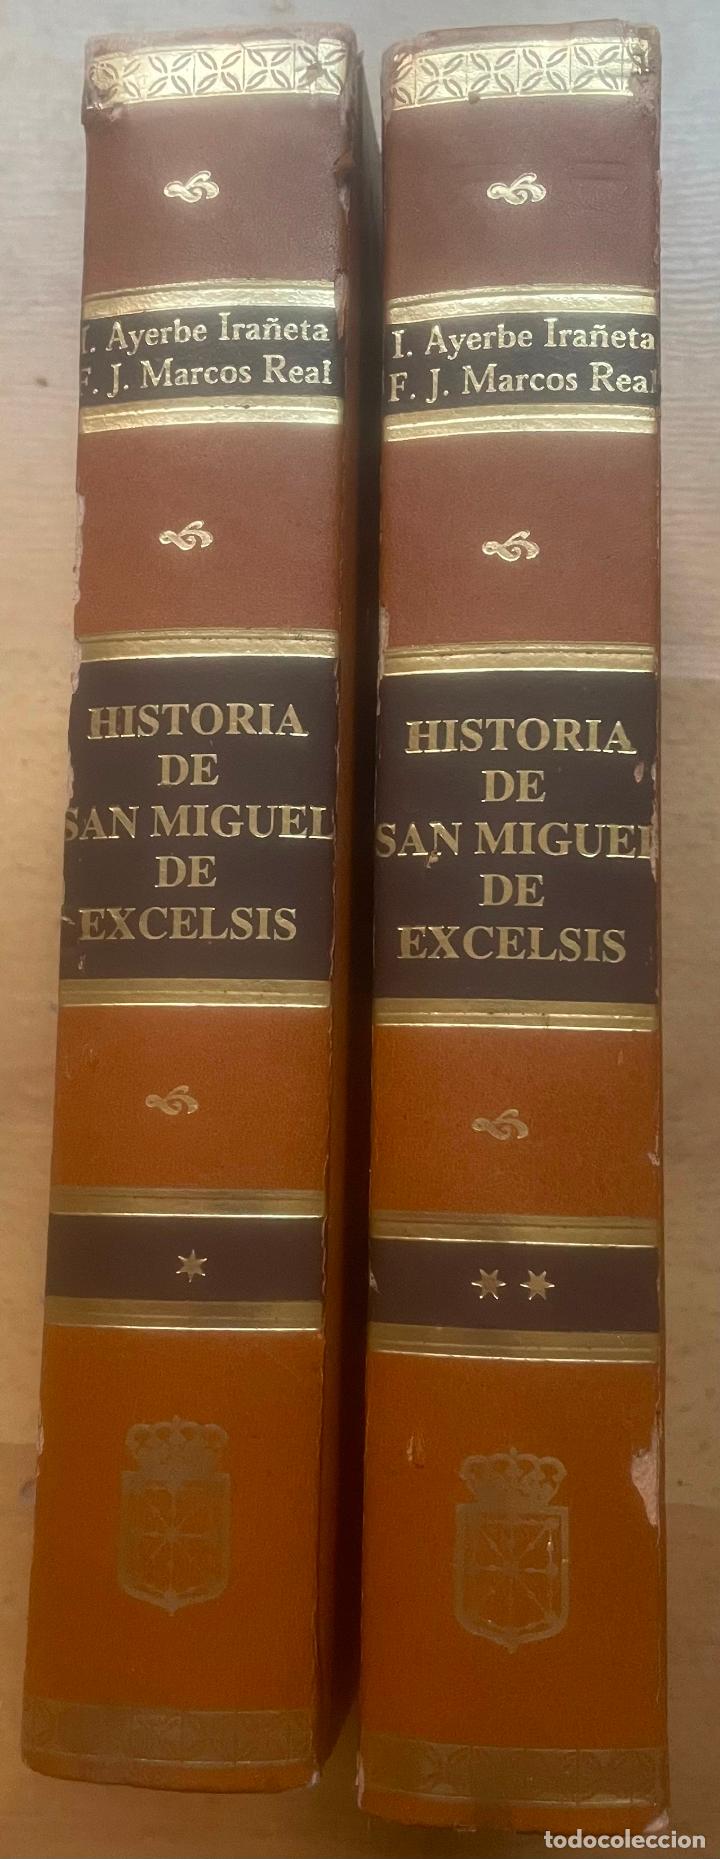 I. Ayerbe Irañeta
F. J. Marcos Real
HISTORIA
DE
SAN MIGUEL
DE
EXCELSIS
I. Ayerbe Irañeta
F. J. Marcos Real
HISTORIA
DE
SAN MIGUEL
DE
EXCELSIS
todocoleccion.net